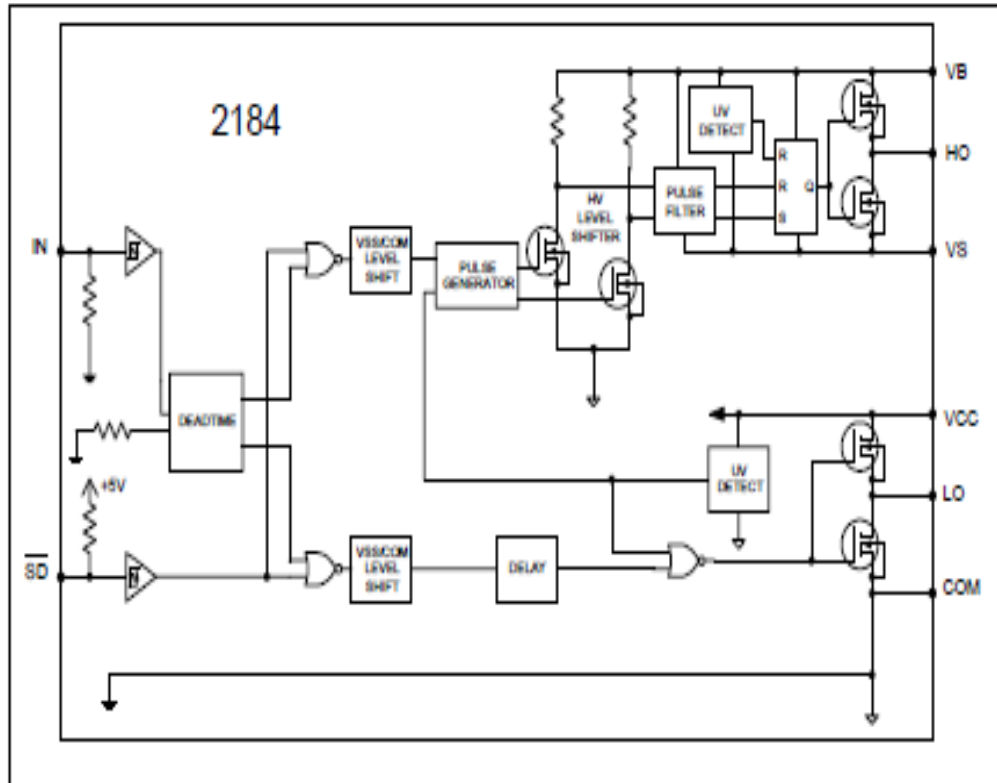 2184
VB
UV
DETECT
HO
R
R
Q
S
PULSE
FILTER
HV
LEVEL
SHIFTER
IN
VSS/COM
LEVEL
SHIFT
PULSE
GENERATOR
VS
DEADTIME
VCC
+5V
UV
DETECT
LO
SD
VSS/COM
LEVEL
SHIFT
DELAY
COM